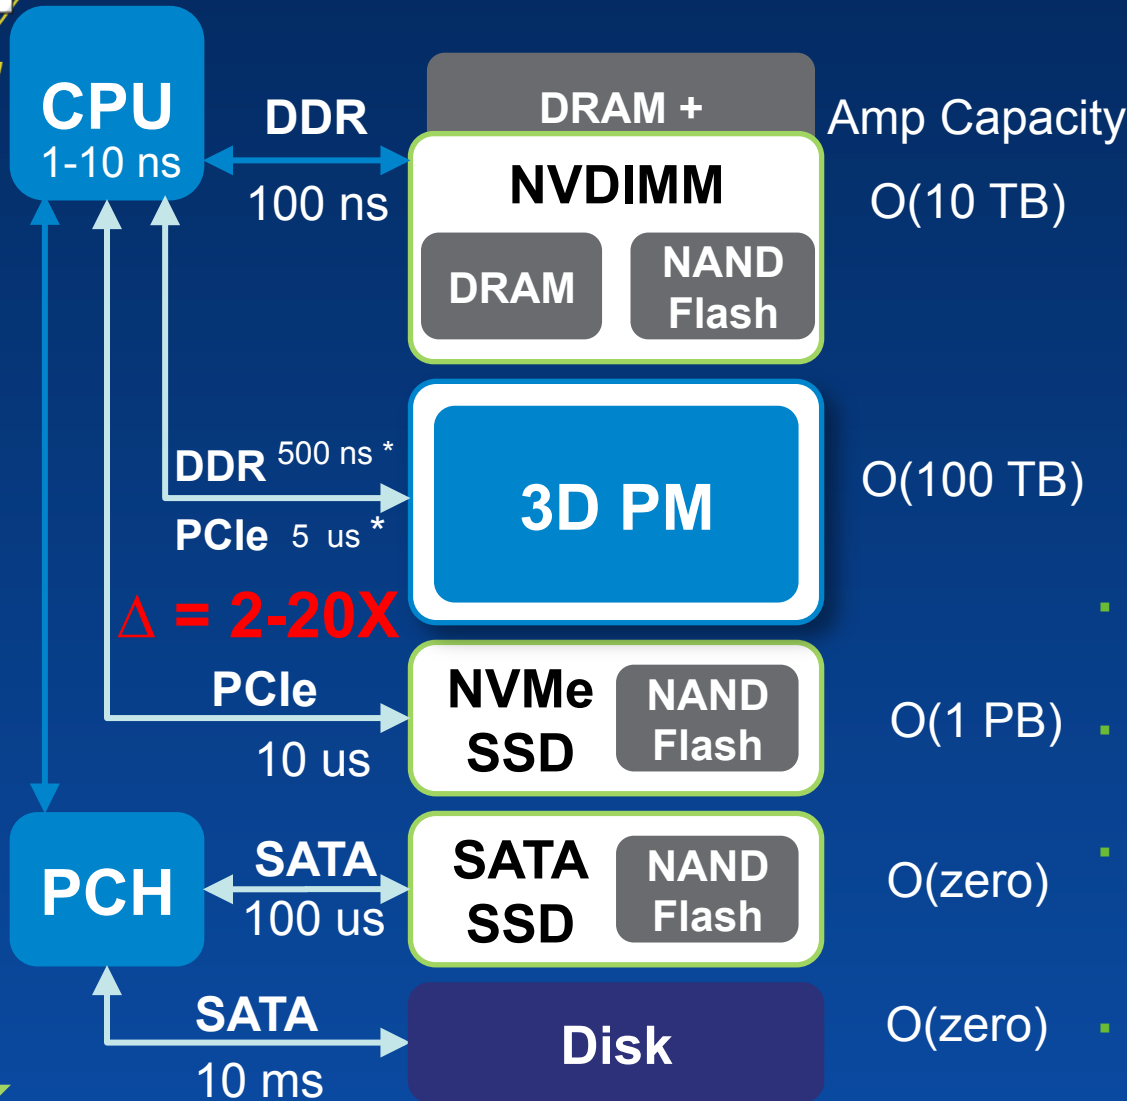 CPU
1-10 ns
DDR
100 ns
DRAM +
NVDIMM
DRAM
NAND
Flash
Amp Capacity
O(10 TB)
DDR 500 ns *
PCIe 5 us *
3D PM
O(100 TB)
Δ = 2-20X
PCIe
10 us
NVMe
SSD
NAND
Flash
O(1 PB)
PCH
SATA
100 us
SATA
SSD
NAND
Flash
O(zero)
SATA
10 ms
Disk
O(zero)